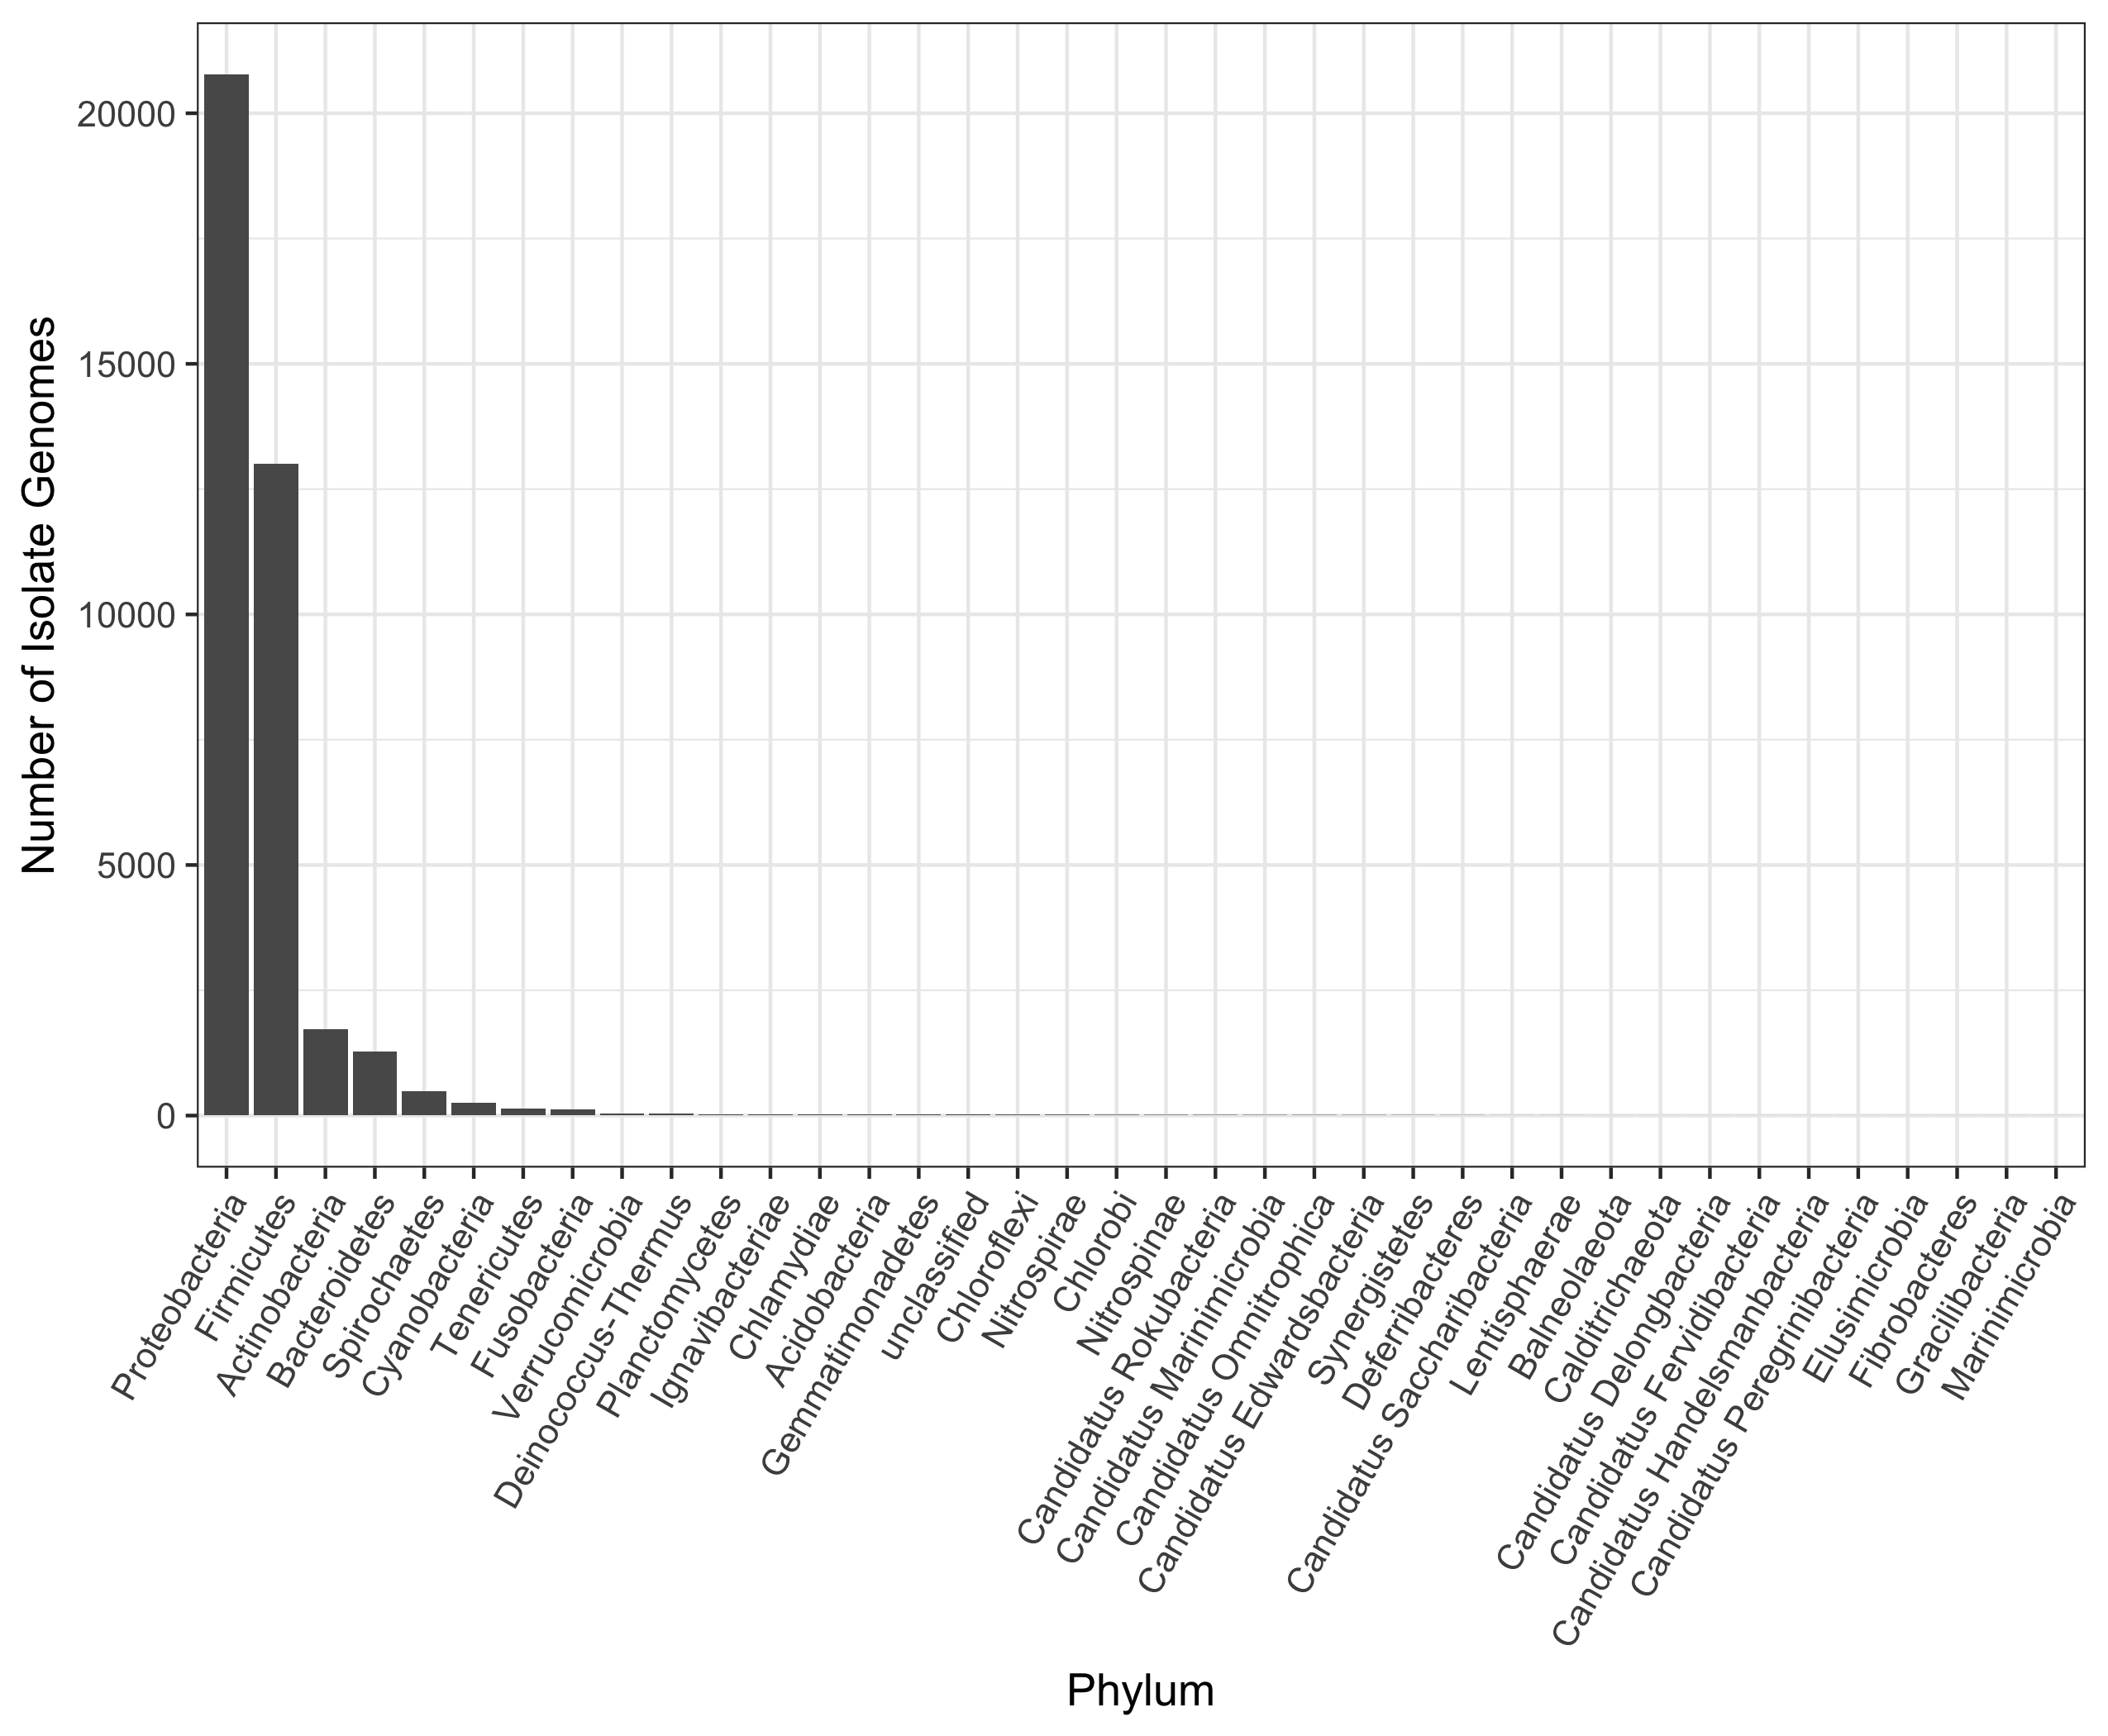 Number of Isolate Genomes
20000
15000
10000
5000
0
Proteobacteria
Firmicutes
Actinobacteria
Bacteroidetes
Spirochaetes
Cyanobacteria
Tenericutes
Fusobacteria
Verrucomicrobia
Deinococcus-Thermus
Planctomycetes
Ignavibacteriae
Chlamydiae
Acidobacteria
Gemmatimonadetes
unclassified
Chloroflexi
Nitrospirae
Chlorobi
Nitrospinae
Candidatus Rokubacteria
Candidatus Marinimicrobia
Candidatus Omnitrophica
Candidatus Edwardsbacteria
Synergistetes
Deferribacteres
Candidatus Saccharibacteria
Lentisphaerae
Balneolaeota
Calditrichaeota
Candidatus Delongbacteria
Candidatus Fervidibacteria
Candidatus Handelsmanbacteria
Candidatus Peregrinibacteria
Elusimicrobia
Fibrobacteres
Gracilibacteria
Marinimicrobia
Phylum